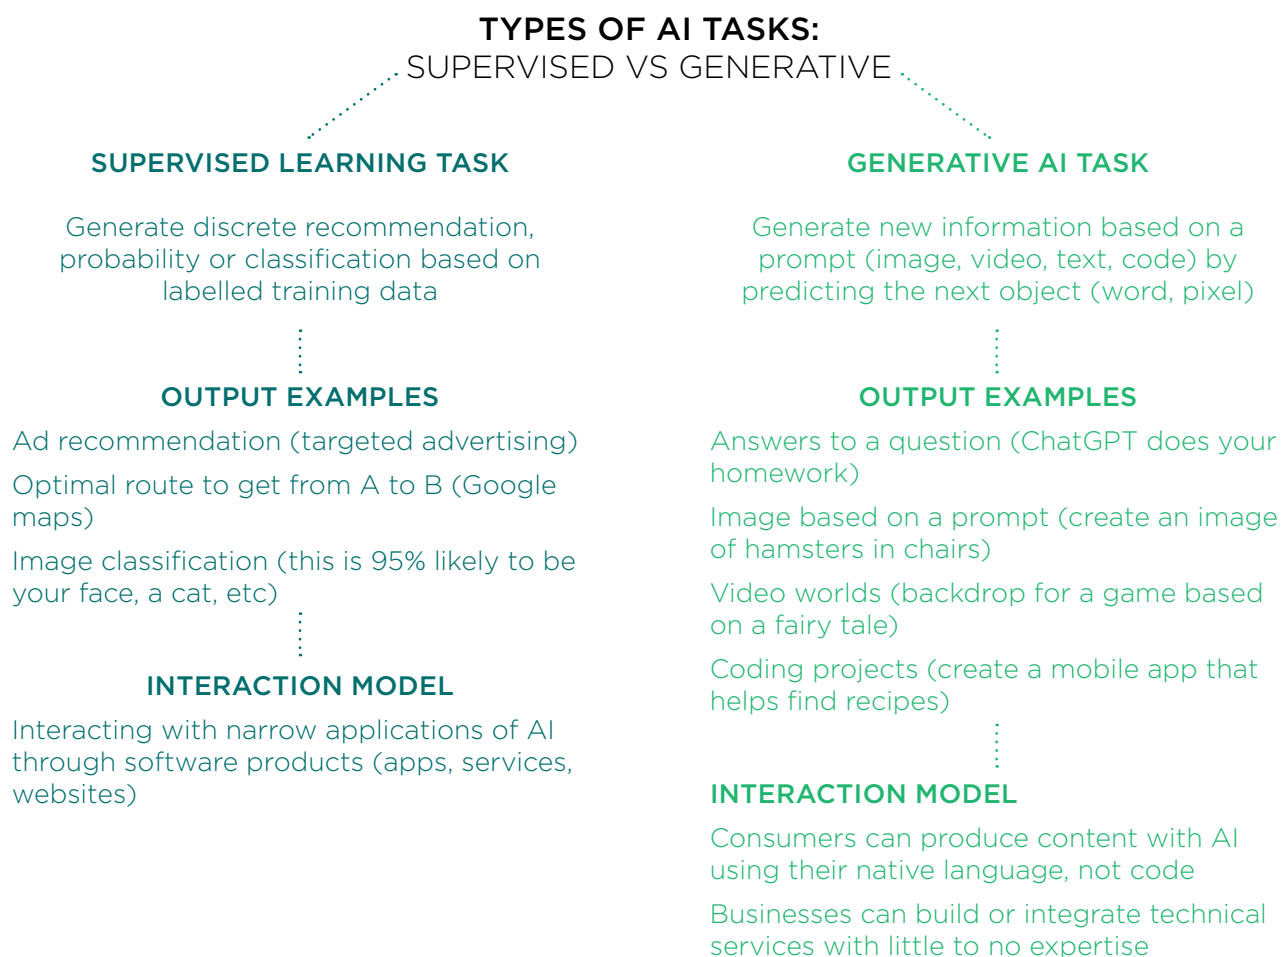 TYPES OF AI TASKS:
SUPERVISED VS GENERATIVE
SUPERVISED LEARNING TASK
Generate discrete recommendation,
probability or classification based on
labelled training data
OUTPUT EXAMPLES
Ad recommendation (targeted advertising)
Optimal route to get from A to B (Google
maps)
Image classification (this is 95% likely to be
your face, a cat, etc)
INTERACTION MODEL
Interacting with narrow applications of AI
through software products (apps, services,
websites)
GENERATIVE AI TASK
Generate new information based on a
prompt (image, video, text, code) by
predicting the next object (word, pixel)
OUTPUT EXAMPLES
Answers to a question (ChatGPT does your
homework)
Image based on a prompt (create an image
of hamsters in chairs)
Video worlds (backdrop for a game based
on a fairy tale)
Coding projects (create a mobile app that
helps find recipes)
INTERACTION MODEL
Consumers can produce content with AI
using their native language, not code
Businesses can build or integrate technical
services with little to no expertise